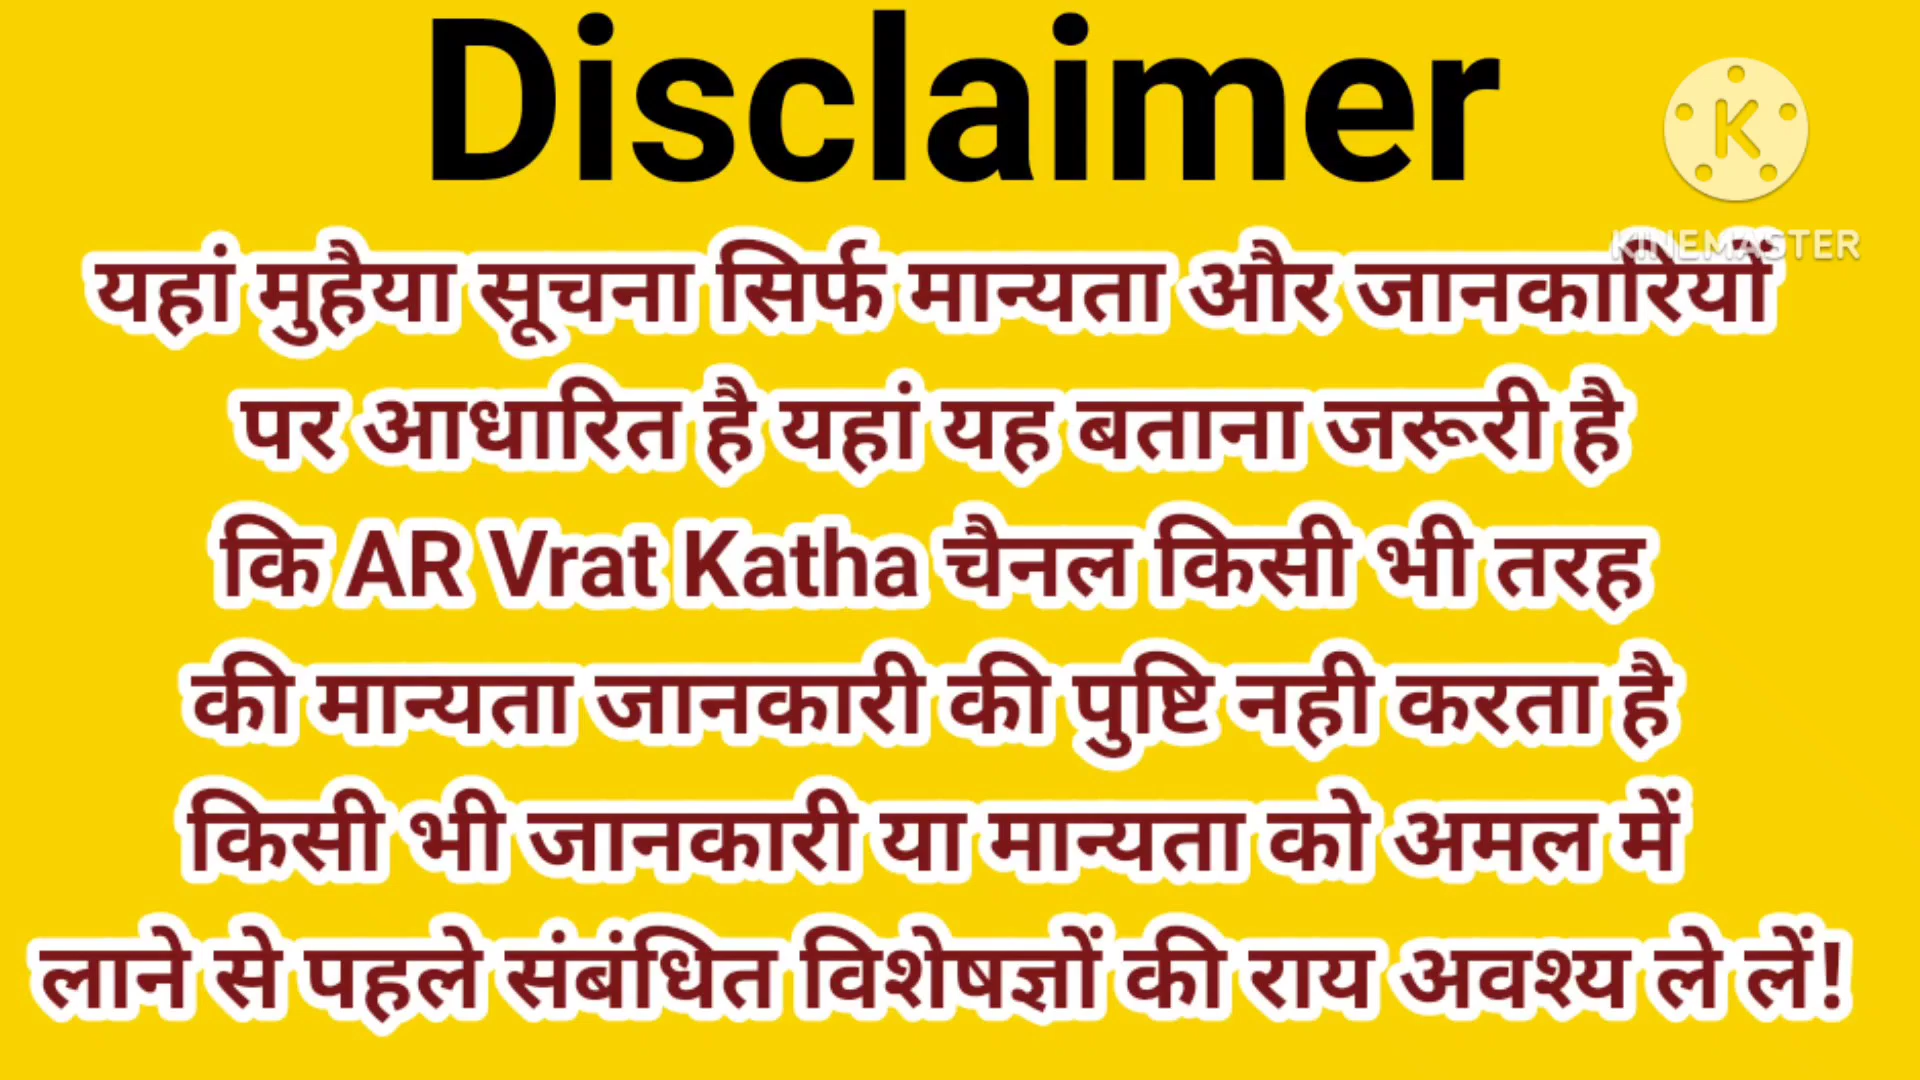 Disclaimer
K
KINEMASTER
यहां मुहैया सूचना सिर्फ मान्यता और जानकारियों
पर आधारित है यहां यह बताना जरूरी है
कि AR Vrat Katha चैनल किसी भी तरह
की मान्यता जानकारी की पुष्टि नही करता है
किसी भी जानकारी या मान्यता को अमल में
लाने से पहले संबंधित विशेषज्ञों की राय अवश्य ले लें!